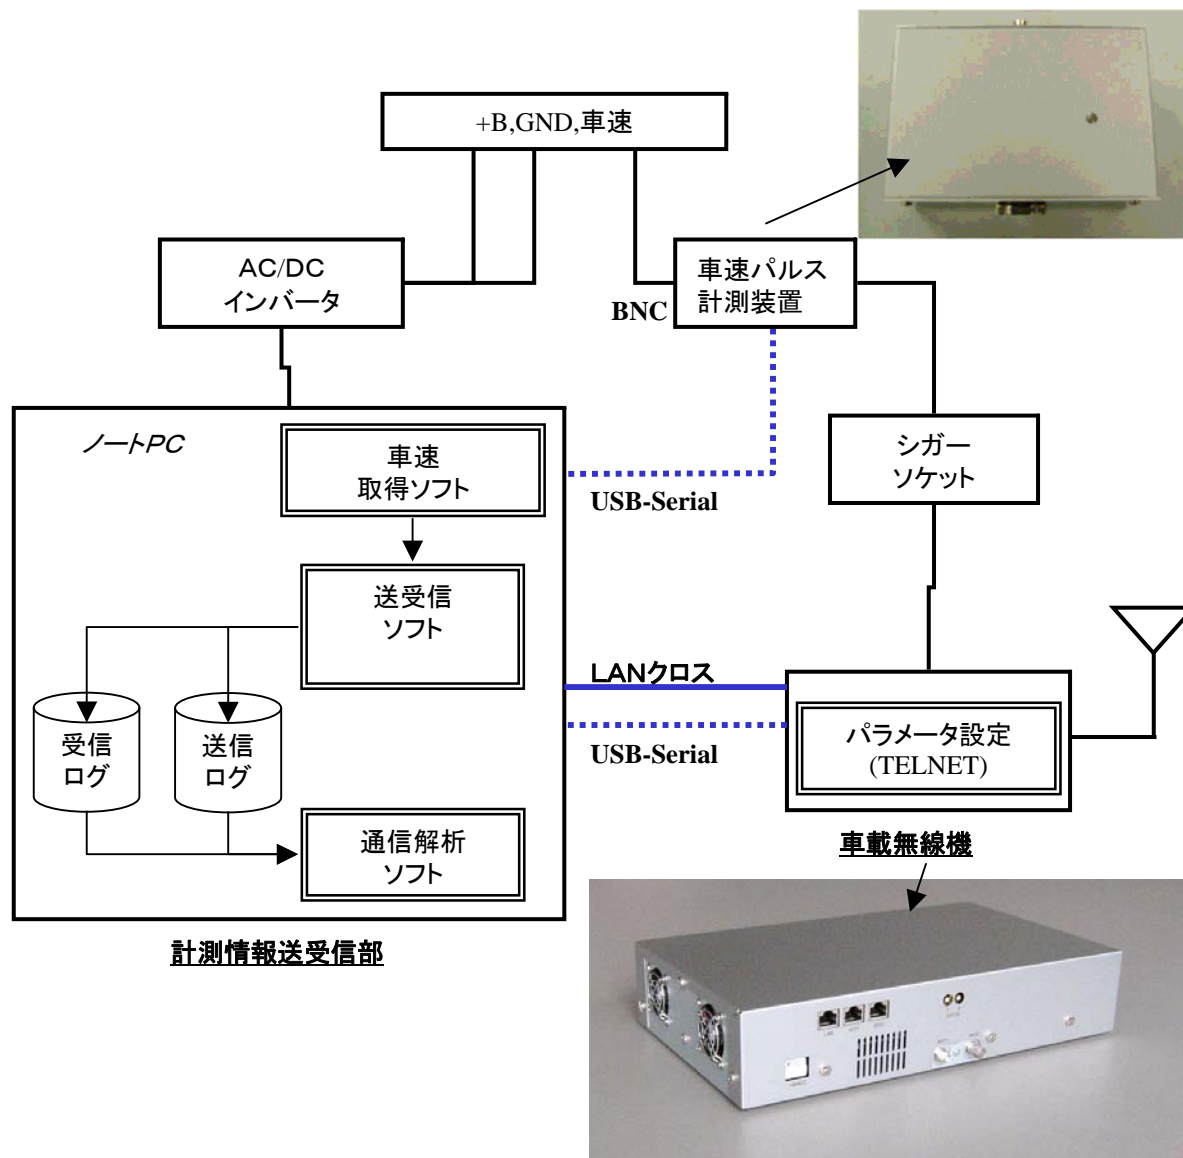 +B,GND,車速
AC/DC
インバータ
車速パルス
計測装置
BNC
ノートPC
車速
取得ソフト
USB-Serial
シガー
ソケット
送受信
ソフト
LANクロス
受信
ログ
送信
ログ
USB-Serial
パラメータ設定
(TELNET)
通信解析
ソフト
車載無線機
計測情報送受信部